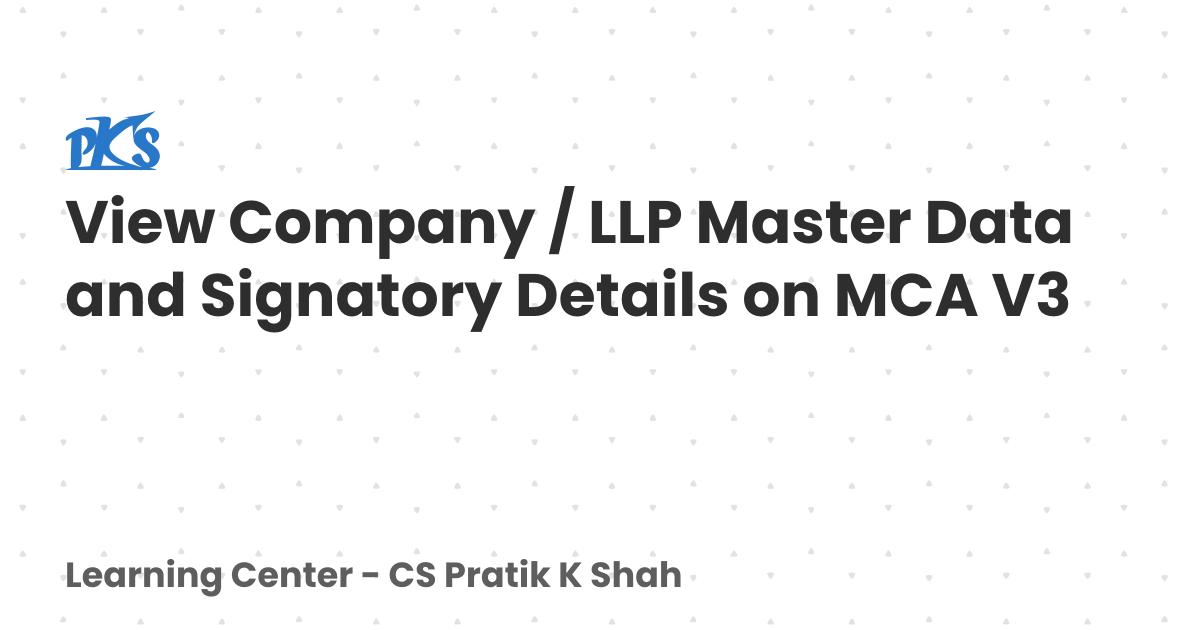 PKS
View Company / LLP Master Data
and Signatory Details on MCA V3
Learning Center - CS Pratik K Shah